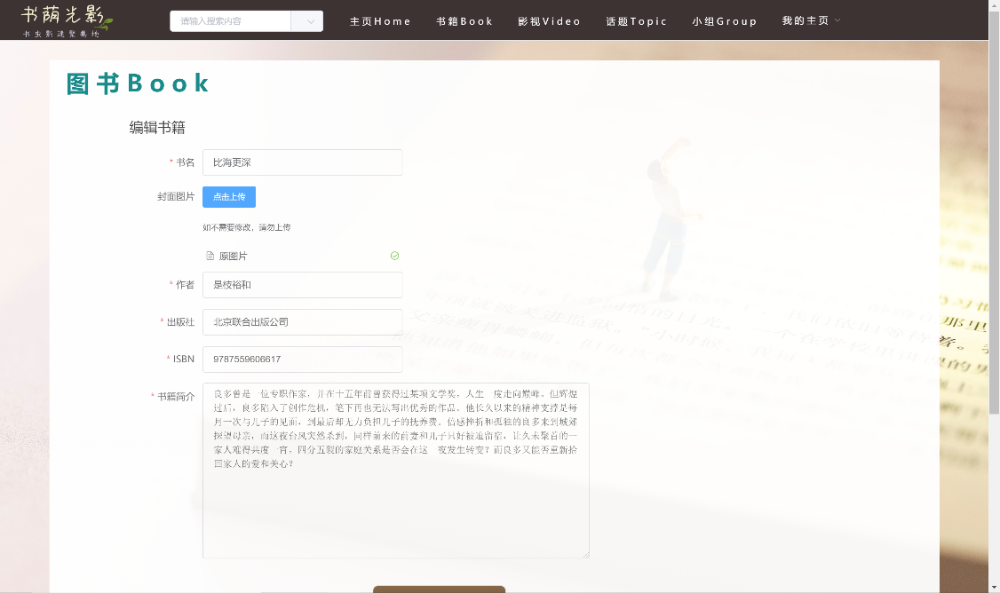 书荫光影
书虫影迷聚集地
请输入搜索内容
主页Home 书籍Book 影视Video 话题Topic 小组Group 我的主页
图书Book
编辑书籍
* 书名 比海更深
封面图片 点击上传
如不需要修改，请勿上传
原图片
* 作者 是枝裕和
* 出版社 北京联合出版公司
* ISBN 9787559606617
* 书籍简介 良多曾是一位专职作家，并在十五年前曾获得过某项文学奖，人生一度走向巅峰。但辉煌
过后，良多陷入了创作危机，笔下再也无法写出优秀的作品。他长久以来的精神支撑是每
月一次与儿子的见面，到最后却无力负担儿子的抚养费。倍感挫折和孤独的良多来到城郊
探望母亲，而这夜台风突然杀到，同样前来的前妻和儿子只好被迫留宿，让久未聚首的一
家人难得共度一宵。四分五裂的家庭关系是否会在这一夜发生转变？而良多又能否重新拾
回家人的爱和关心？